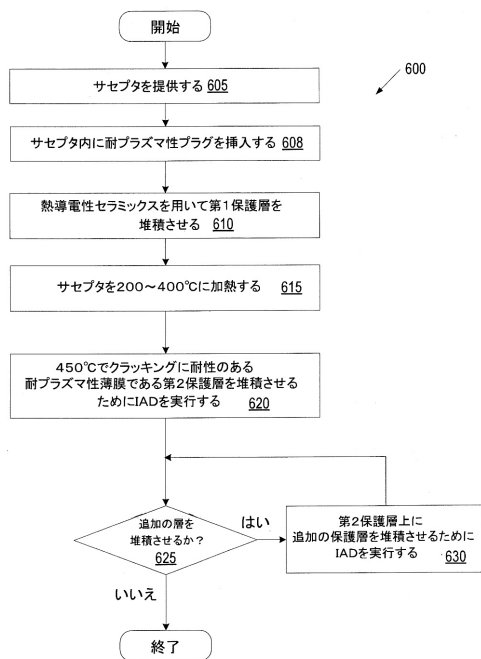 開始
600
サセプタを提供する 605
サセプタ内に耐プラズマ性プラグを挿入する 608
熱導電性セラミックスを用いて第1保護層を
堆積させる 610
サセプタを200～400℃に加熱する 615
450℃でクラッキングに耐性のある
耐プラズマ性薄膜である第2保護層を堆積させる
ためにIADを実行する 620
追加の層を
堆積させるか？
625
はい
第2保護層上に
追加の保護層を堆積させるために
IADを実行する 630
いいえ
終了